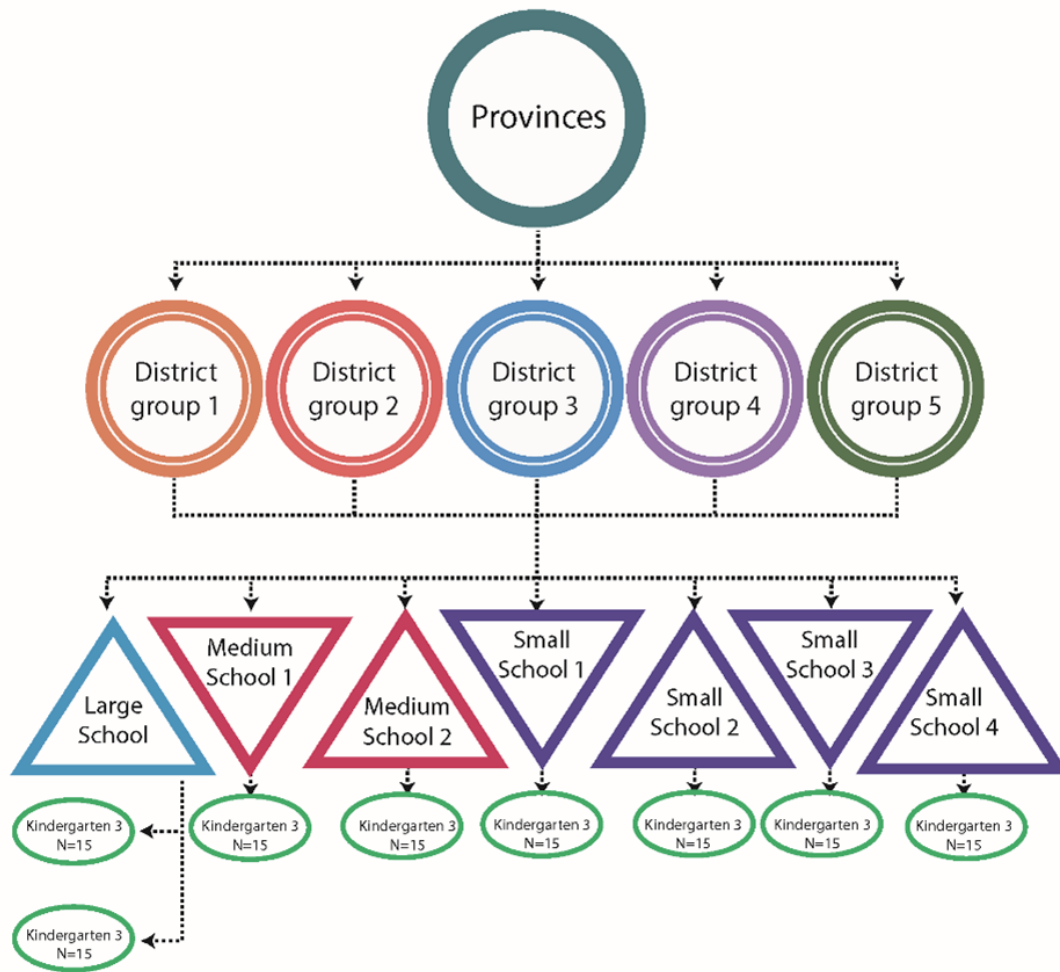 Provinces
District
group 1
District
group 2
District
group 3
District
group 4
District
group 5
Large
School
Medium
School 1
Medium
School 2
Small
School 1
Small
School 2
Small
School 3
Small
School 4
Kindergarten 3
N=15
Kindergarten 3
N=15
Kindergarten 3
N=15
Kindergarten 3
N=15
Kindergarten 3
N=15
Kindergarten 3
N=15
Kindergarten 3
N=15
Kindergarten 3
N=15